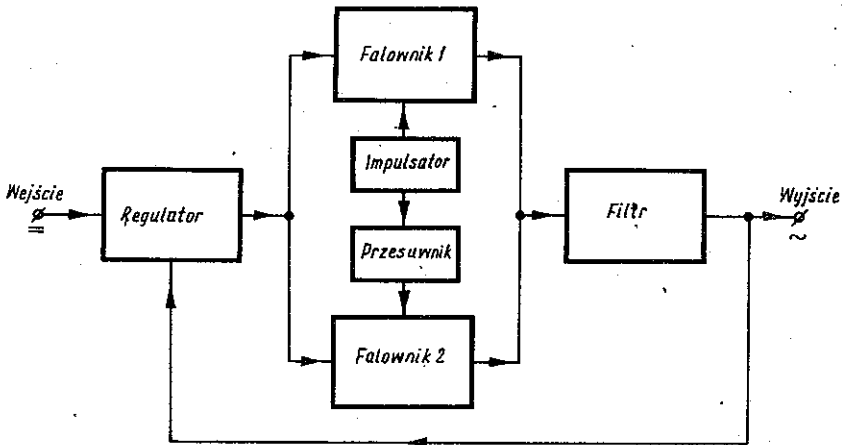 Falownik 1
Impulsator
Wejście
=
Regulator
Filtr
Wyjście
~
Przesuwnik
Falownik 2